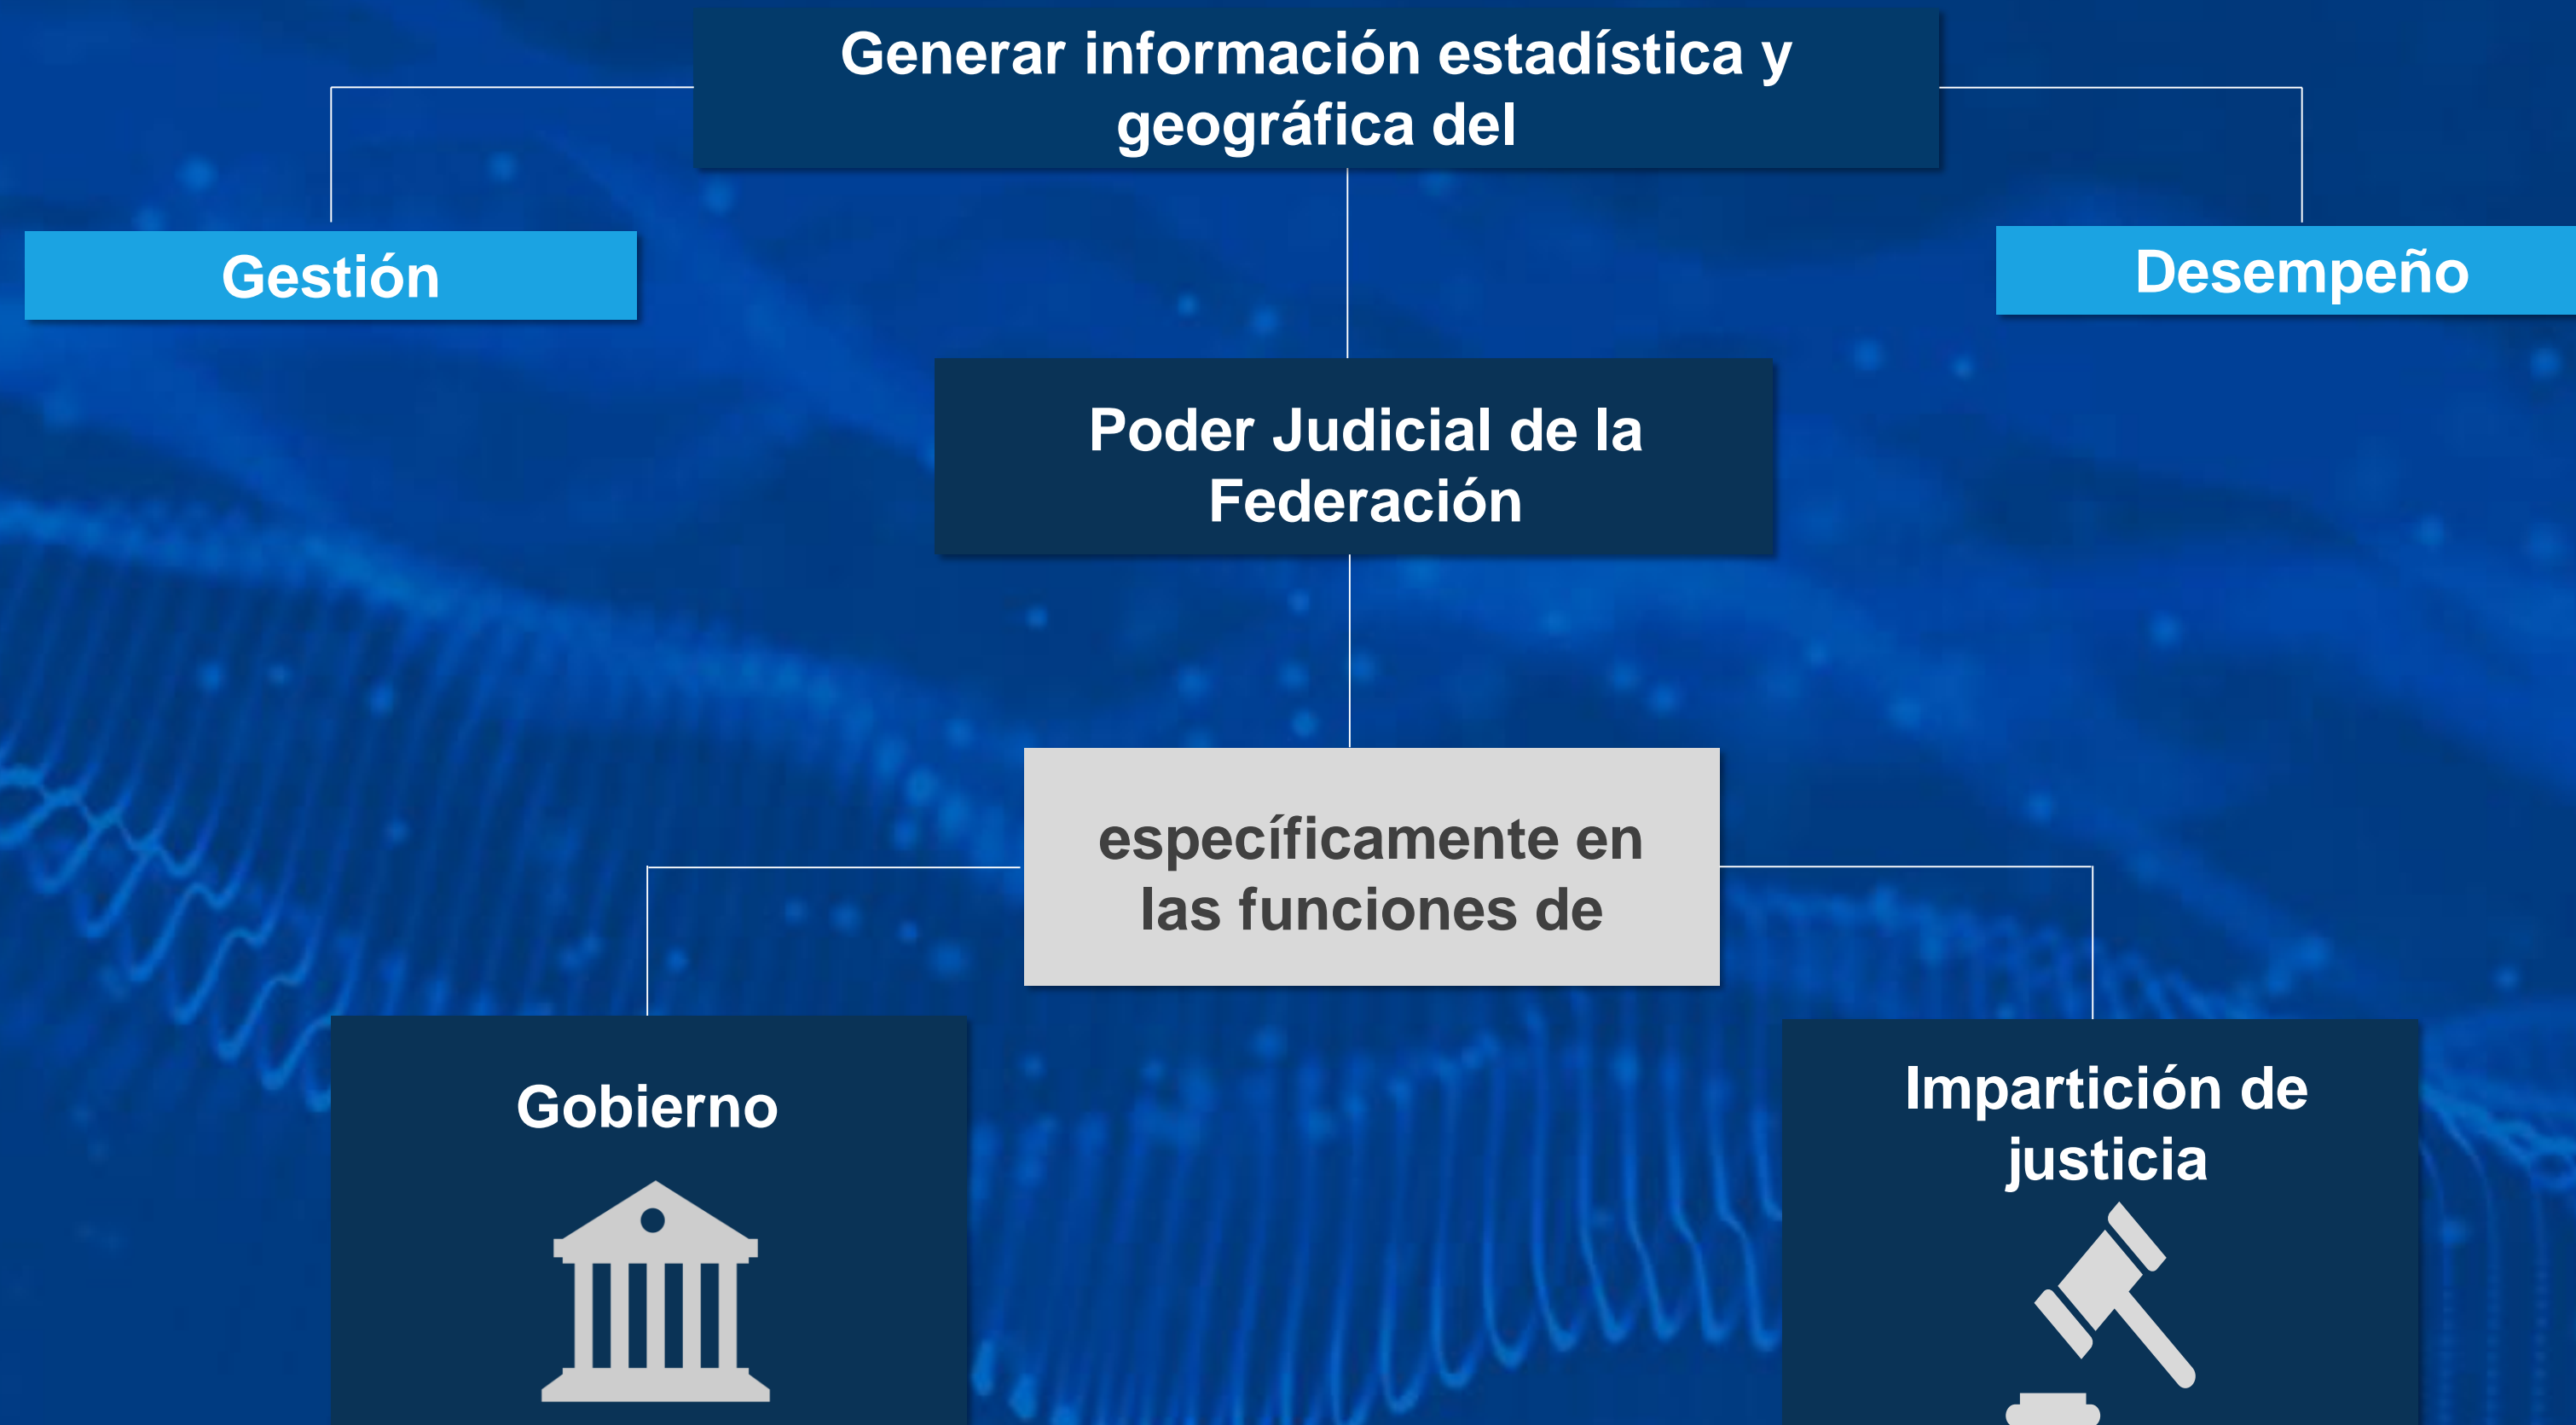 Generar información estadística y
geográfica del
Gestión
Desempeño
Poder Judicial de la
Federación
específicamente en
las funciones de
Gobierno
Impartición de
justicia